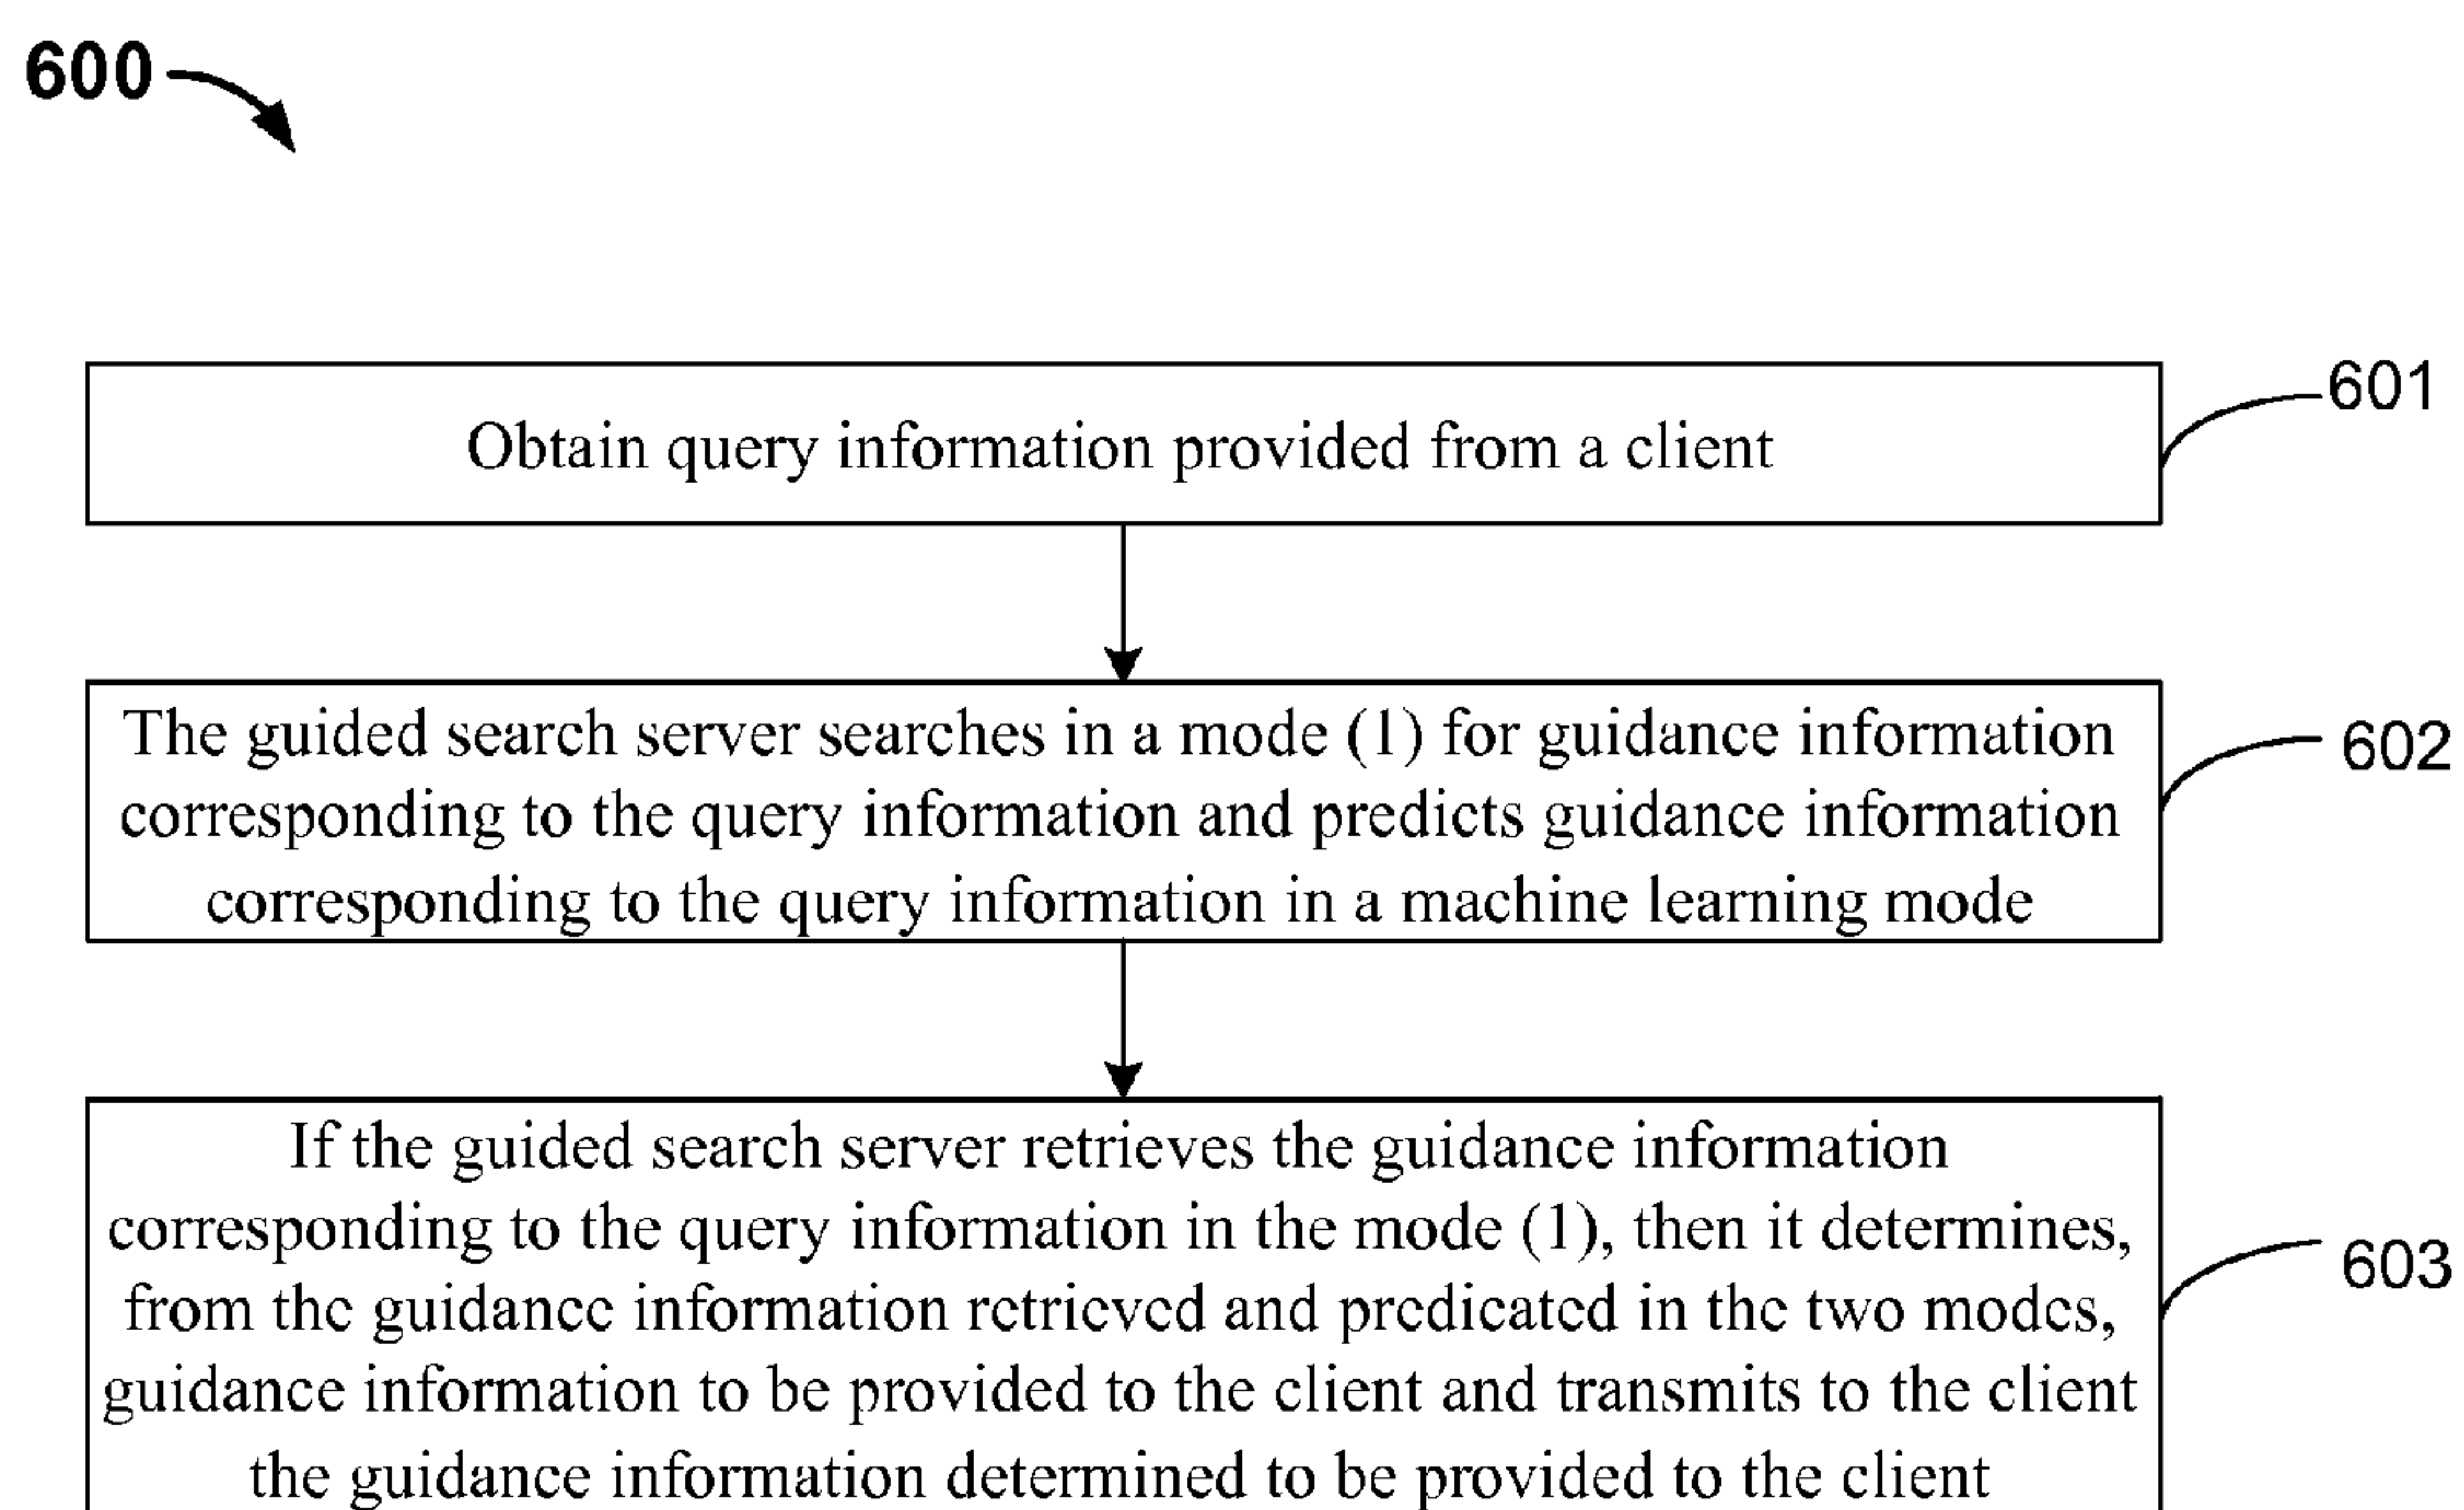 600
601
Obtain query information provided from a client
The guided search server searches in a mode (1) for guidance information
602
corresponding to the query information and predicts guidance information
corresponding to the query information in a machine learning mode
If the guided search server retrieves the guidance information
corresponding to the query information in the mode (1), then it determines,
603
from the guidance information retrieved and predicated in the two modes,
guidance information to be provided to the client and transmits to the client
the guidance information determined to be provided to the client